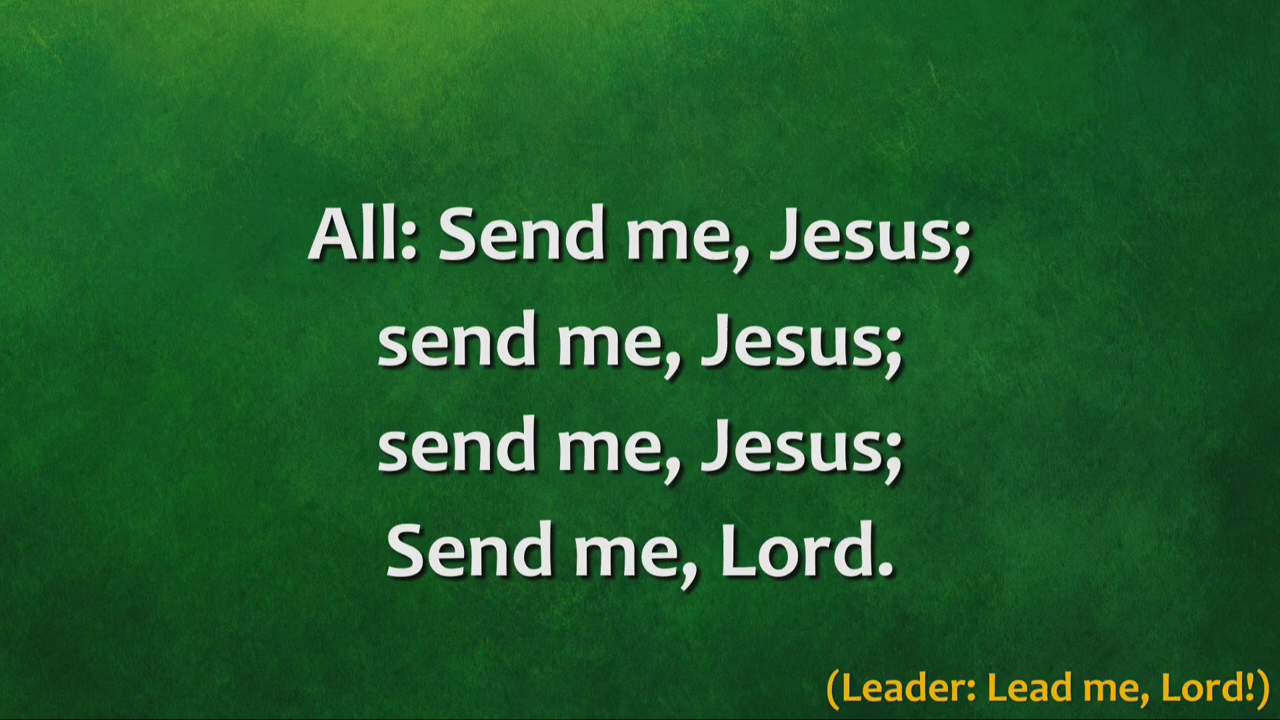 All: Send me, Jesus;
send me, Jesus;
send me, Jesus;
Send me, Lord.
(Leader: Lead me, Lord!)